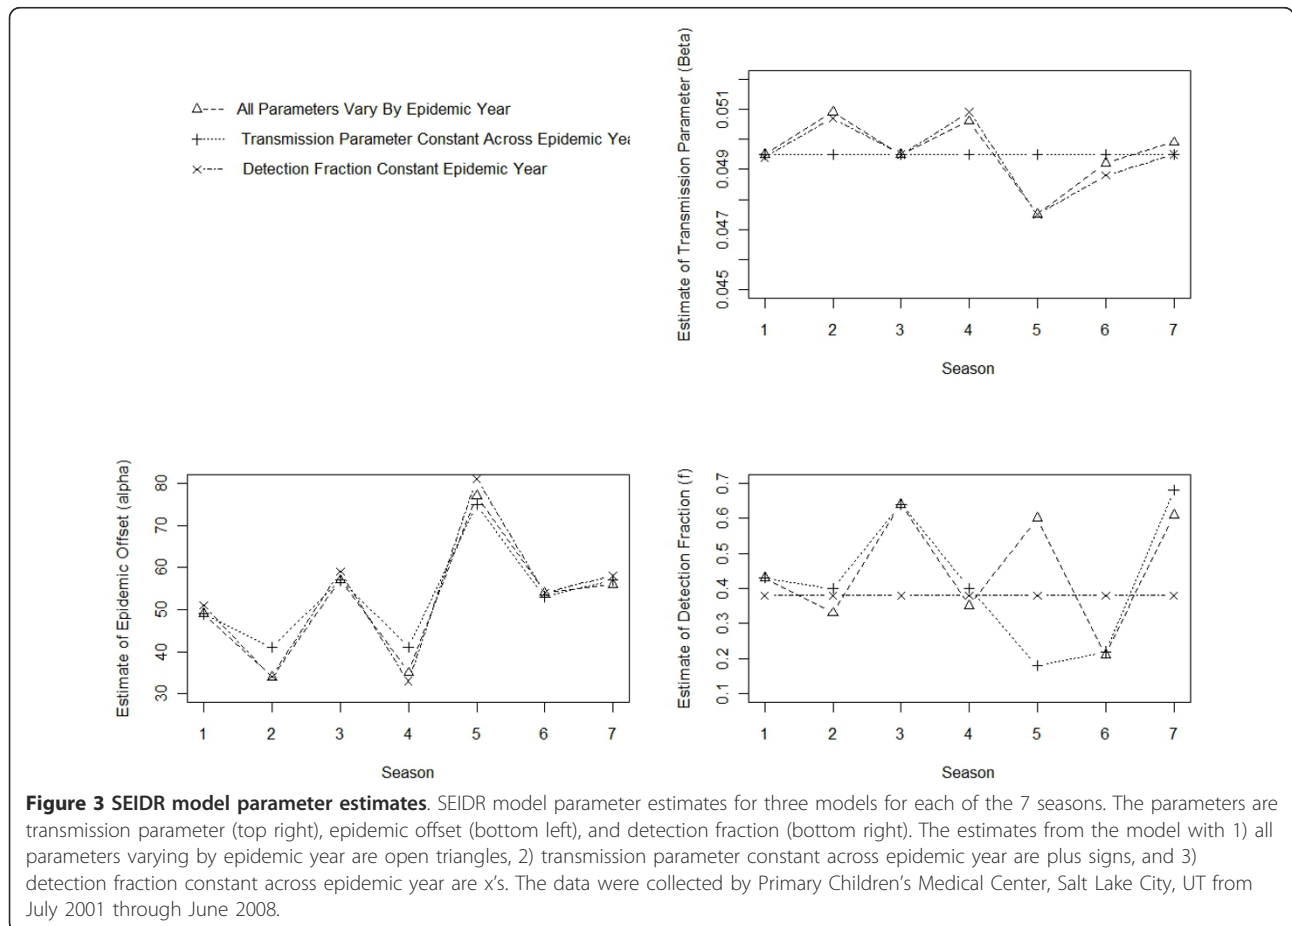 All Parameters Vary By Epidemic Year
Transmission Parameter Constant Across Epidemic Yea
Detection Fraction Constant Epidemic Year
Estimate of Transmission Parameter (Beta)
0.051
0.049
0.047
0.045
1 2 3 4 5 6 7
Season
Estimate of Epidemic Offset (alpha)
80
70
60
50
40
30
1 2 3 4 5 6 7
Season
Estimate of Detection Fraction (f)
0.7
0.6
0.5
0.4
0.3
0.2
0.1
1 2 3 4 5 6 7
Season
Figure 3 SEIDR model parameter estimates. SEIDR model parameter estimates for three models for each of the 7 seasons. The parameters are
transmission parameter (top right), epidemic offset (bottom left), and detection fraction (bottom right). The estimates from the model with 1) all
parameters varying by epidemic year are open triangles, 2) transmission parameter constant across epidemic year are plus signs, and 3)
detection fraction constant across epidemic year are x's. The data were collected by Primary Children's Medical Center, Salt Lake City, UT from
July 2001 through June 2008.